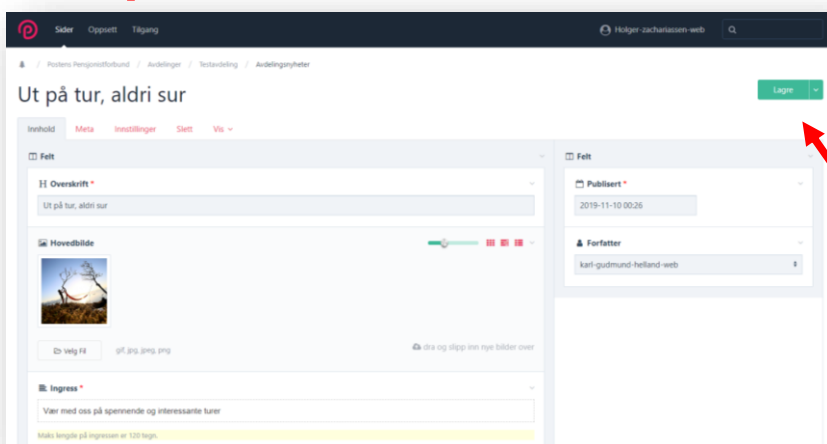 Sider Oppsett Tilgang Holger-zachariassen-web
/ Postens Pensjonistforbund / Avdelinger / Testavdeling / Avdelingsnyheter
Ut på tur, aldri sur
Lagre
Innhold Meta Innstillinger Slett Vis
Felt
Overskrift *
Ut på tur, aldri sur
Hovedbilde
Velg Fil gif, jpg, jpeg, png dra og slipp inn nye bilder over
Ingress *
Vær med oss på spennende og interessante turer
Maks lengde på ingressen er 120 tegn.
Felt
Publisert *
2019-11-10 00:26
Forfatter
karl-gudmund-helland-web